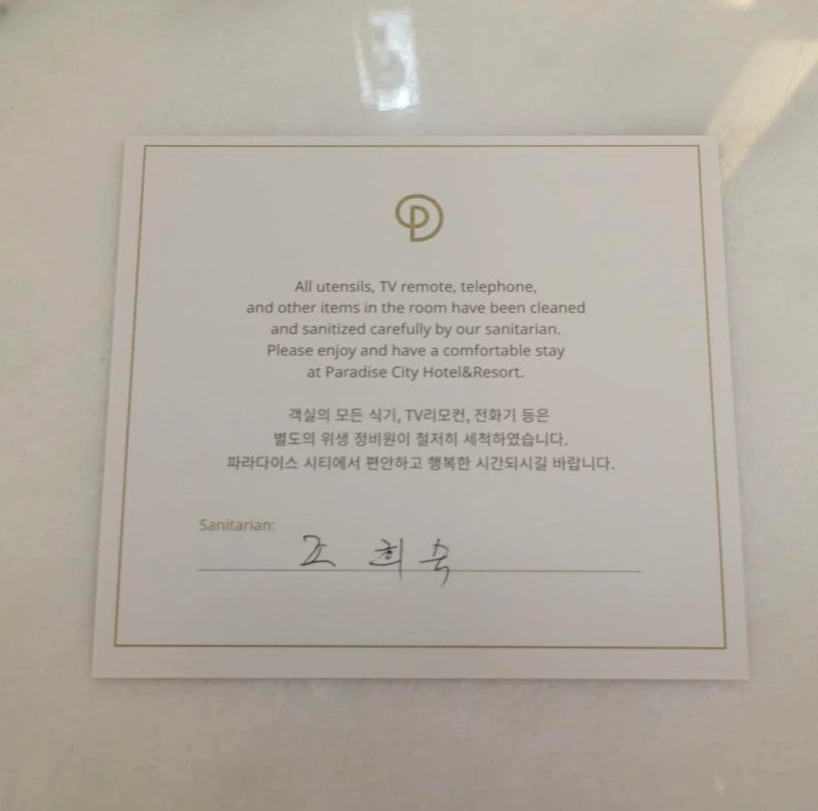 All utensils, TV remote, telephone,
and other items in the room have been cleaned
and sanitized carefully by our sanitarian.
Please enjoy and have a comfortable stay
at Paradise City Hotel&Resort.
객실의 모든 식기, TV리모컨, 전화기 등은
별도의 위생 정비원이 철저히 세척하였습니다.
파라다이스 시티에서 편안하고 행복한 시간되시길 바랍니다.
Sanitarian:
조 희숙